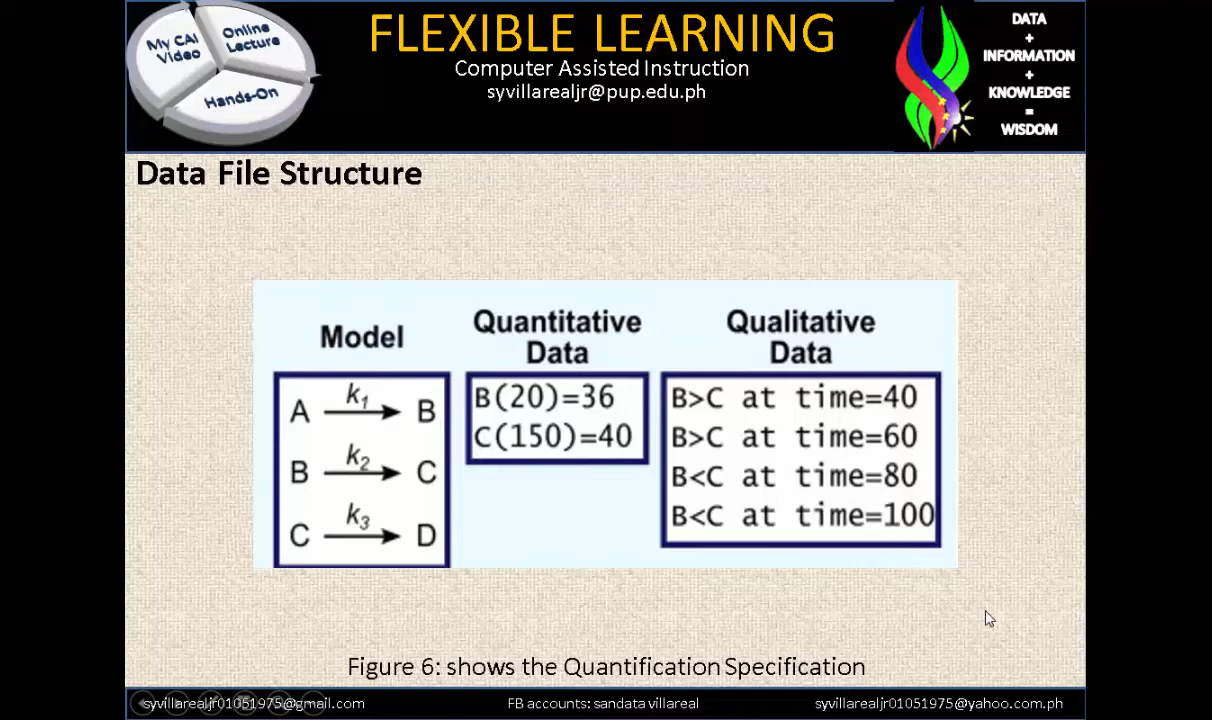 My CAI
Video
Online
Lecture
Hands-On
FLEXIBLE LEARNING
Computer Assisted Instruction
syvillarealjr@pup.edu.ph
DATA
+
INFORMATION
+
KNOWLEDGE
=
WISDOM
Data File Structure
Model
A k1 B
B k2 C
C k3 D
Quantitative
Data
B(20)=36
C(150)=40
Qualitative
Data
B>C at time=40
B>C at time=60
B<C at time=80
B<C at time=100
Figure 6: shows the Quantification Specification
syvillarealjr01051975@gmail.com
FB accounts: sandata villareal
syvillarealjr01051975@yahoo.com.ph